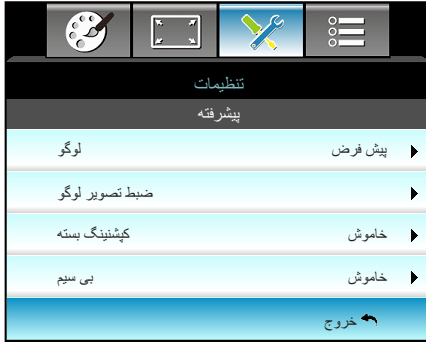 تنظیمات
پیشرفته
لوگو پیش فرض
ضبط تصویر لوگو
کپشنینگ بسته خاموش
بی سیم خاموش
خروج